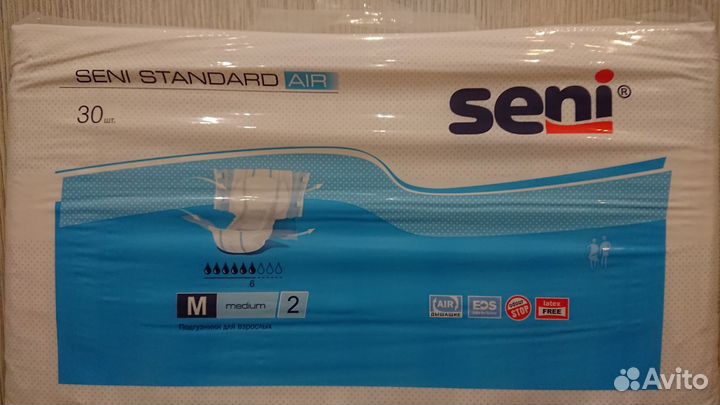 SENI STANDARD AIR
30 шт.
seni®
6
M medium 2
Подгузники для взрослых
AIR
ДЫШАЩИЕ
EDS
odour
STOP
latex
FREE
Avito